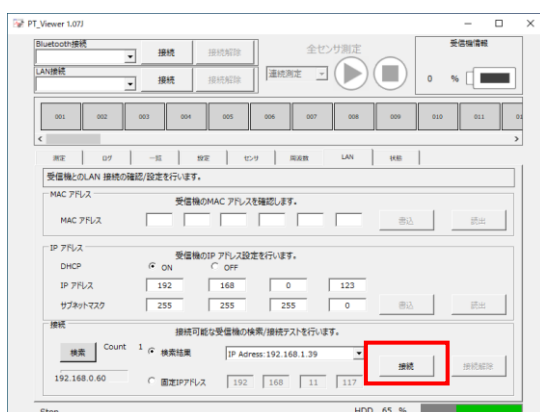 PT_Viewer 1.07J
Bluetooth接続
接続
接続解除
LAN接続
接続
接続解除
全センサ測定
連続測定
受信機情報
0 %
001 002 003 004 005 006 007 008 009 010 011 01
測定 ログ 一覧 設定 センサ 周波数 LAN 状態
受信機とのLAN 接続の確認/設定を行います。
MAC アドレス
受信機のMAC アドレスを確認します。
MAC アドレス
書込 読出
IP アドレス
受信機のIP アドレス設定を行います。
DHCP ON OFF
IP アドレス 192 168 0 123
サブネットマスク 255 255 255 0 書込 読出
接続
接続可能な受信機の検索/接続テストを行います。
検索 Count 1 検索結果 IP Adress:192.168.1.39
接続 接続解除
192.168.0.60 固定IPアドレス 192 168 11 117
Stop HDD 65 %